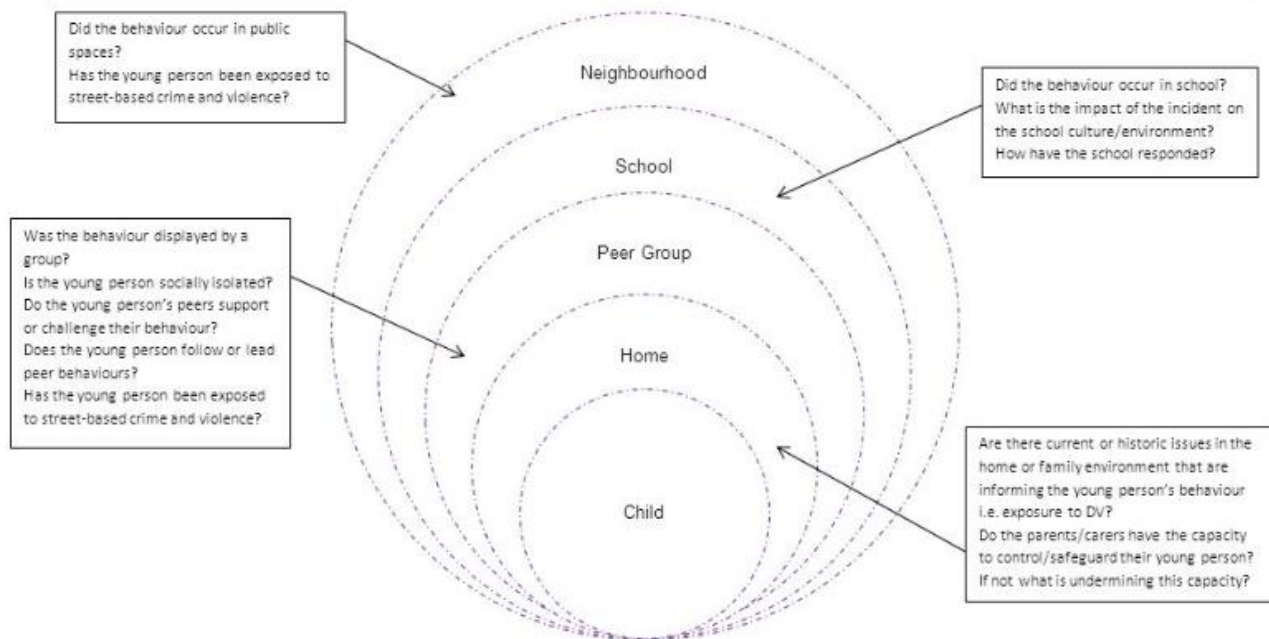 Did the behaviour occur in public
spaces?
Has the young person been exposed to
street-based crime and violence?
Neighbourhood
Did the behaviour occur in school?
What is the impact of the incident on
the school culture/environment?
How have the school responded?
School
Was the behaviour displayed by a
group?
Is the young person socially isolated?
Do the young person's peers support
or challenge their behaviour?
Does the young person follow or lead
peer behaviours?
Has the young person been exposed
to street-based crime and violence?
Peer Group
Home
Are there current or historic issues in the
home or family environment that are
informing the young person's behaviour
i.e. exposure to DV?
Do the parents/carers have the capacity
to control/safeguard their young person?
If not what is undermining this capacity?
Child